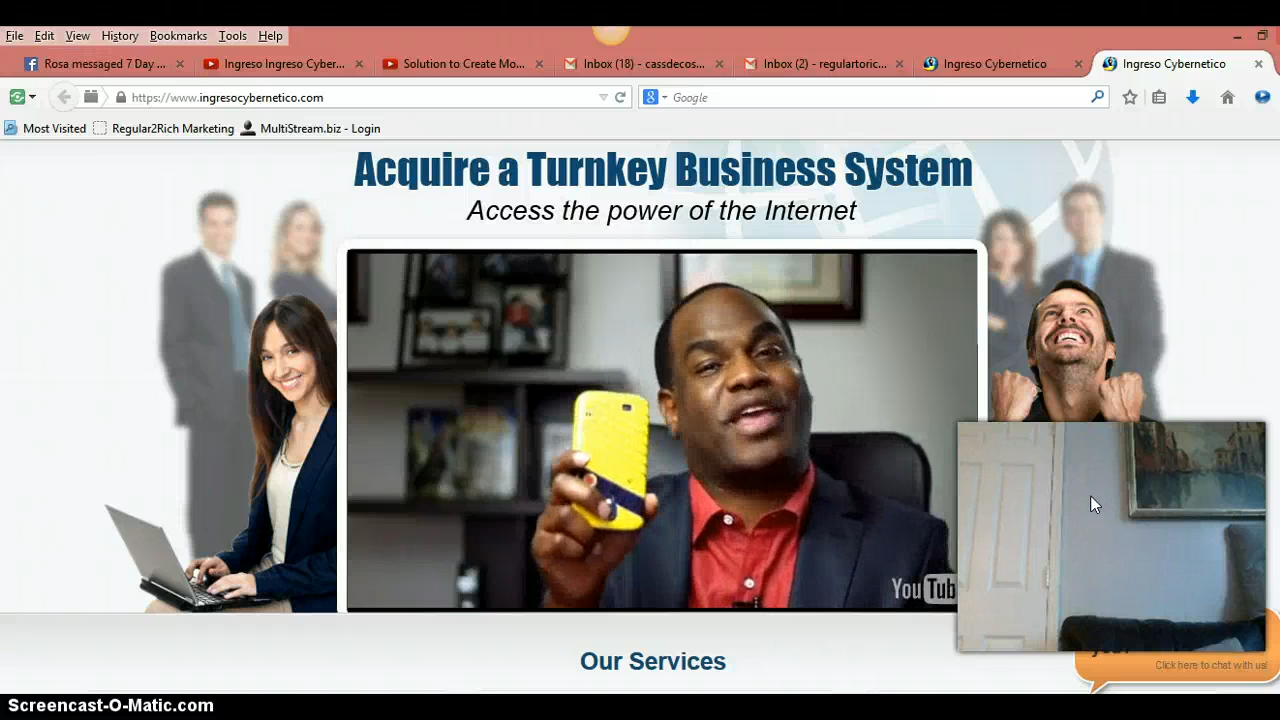 File Edit View History Bookmarks Tools Help
Rosa messaged 7 Day ... Ingreso Ingreso Cyber... Solution to Create Mo... Inbox (18) - cassdecos... Inbox (2) - regulartoric... Ingreso Cybernetico Ingreso Cybernetico
https://www.ingresocybernetico.com Google
Most Visited Regular2Rich Marketing MultiStream.biz - Login
Acquire a Turnkey Business System
Access the power of the Internet
YouTub
Our Services
Click here to chat with us!
Screencast-O-Matic.com